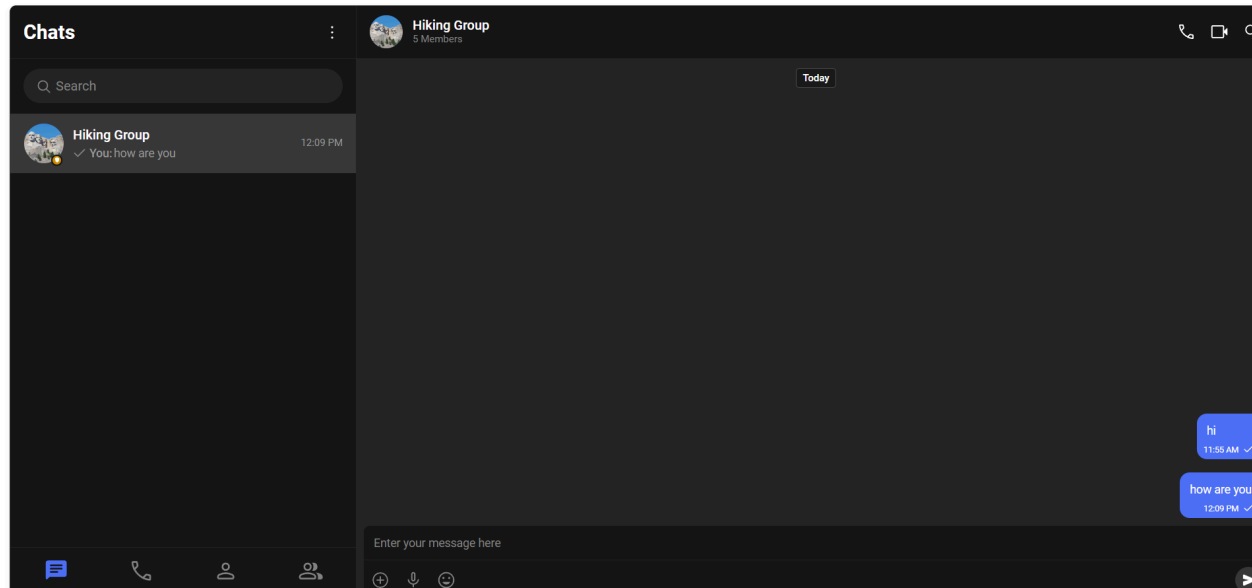 Chats
Search
Hiking Group
12:09 PM
You: how are you
Hiking Group
5 Members
Today
hi
11:55 AM
how are you
12:09 PM
Enter your message here